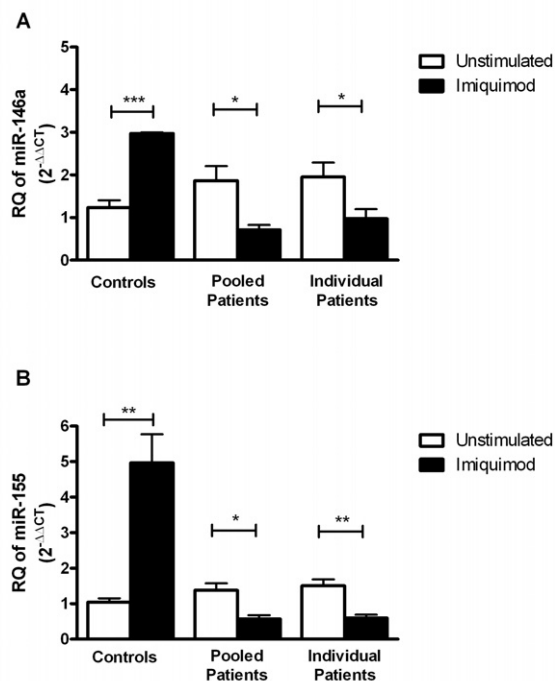 A
RQ of miR-146a
(2-ΔΔCT)
5
4
3
2
1
0
***
*
*
Unstimulated
Imiquimod
Controls
Pooled
Patients
Individual
Patients
B
RQ of miR-155
(2-ΔΔCT)
6
5
4
3
2
1
0
**
*
**
Unstimulated
Imiquimod
Controls
Pooled
Patients
Individual
Patients